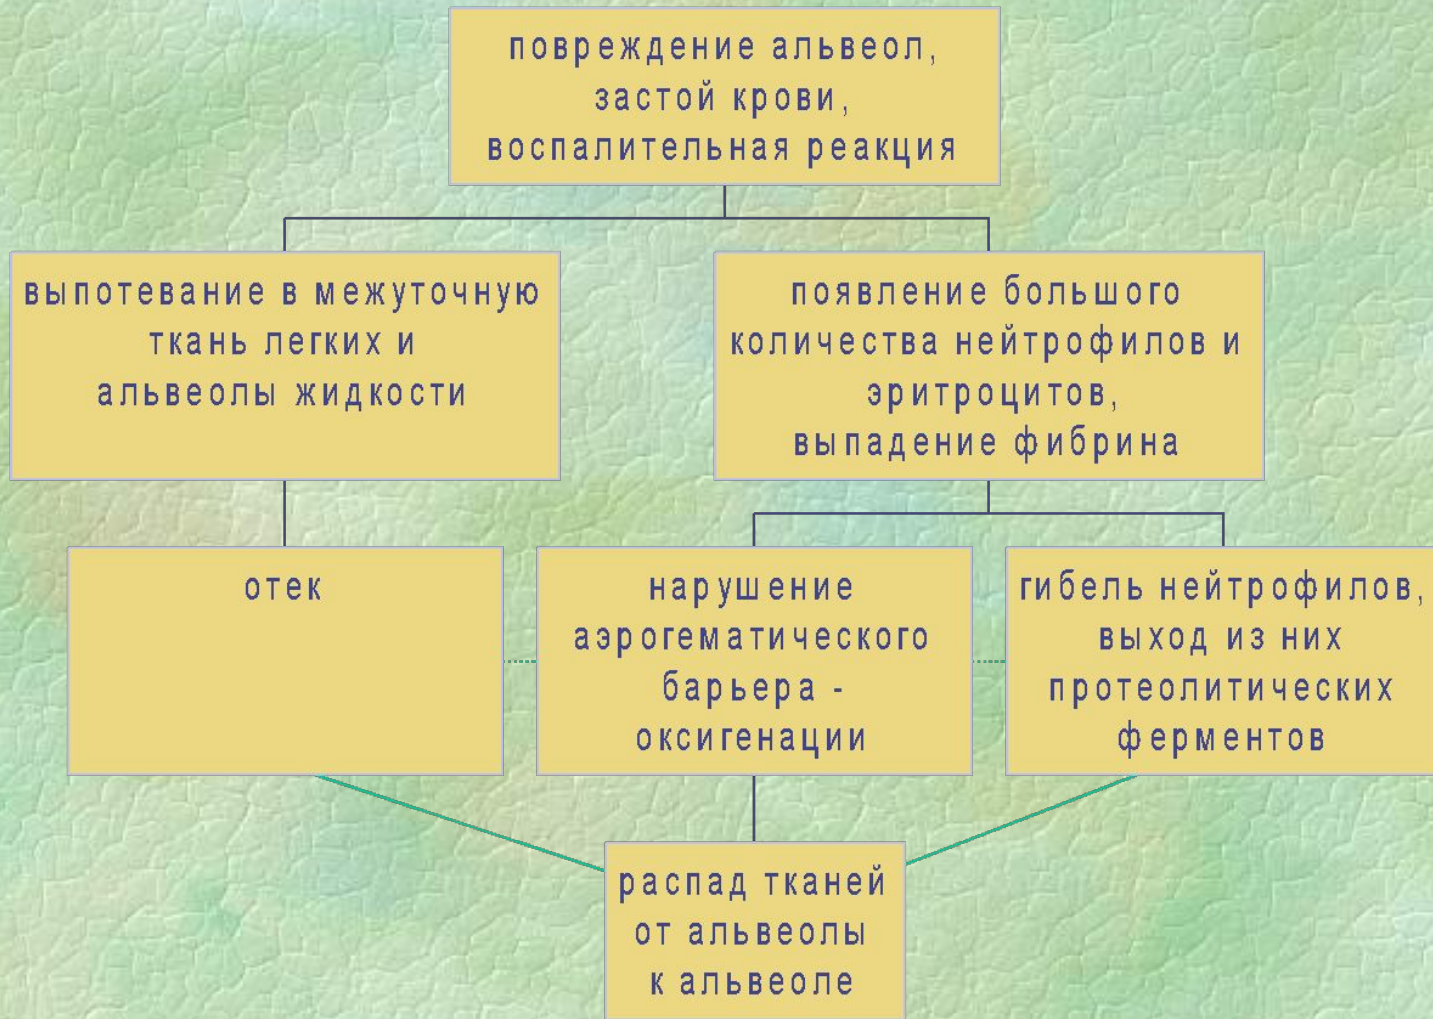 повреждение альвеол,
застой крови,
воспалительная реакция
выпотевание в межуточную
ткань легких и
альвеолы жидкости
появление большого
количества нейтрофилов и
эритроцитов,
выпадение фибрина
отек
нарушение
аэрогематического
барьера -
оксигенации
гибель нейтрофилов,
выход из них
протеолитических
ферментов
распад тканей
от альвеолы
к альвеоле